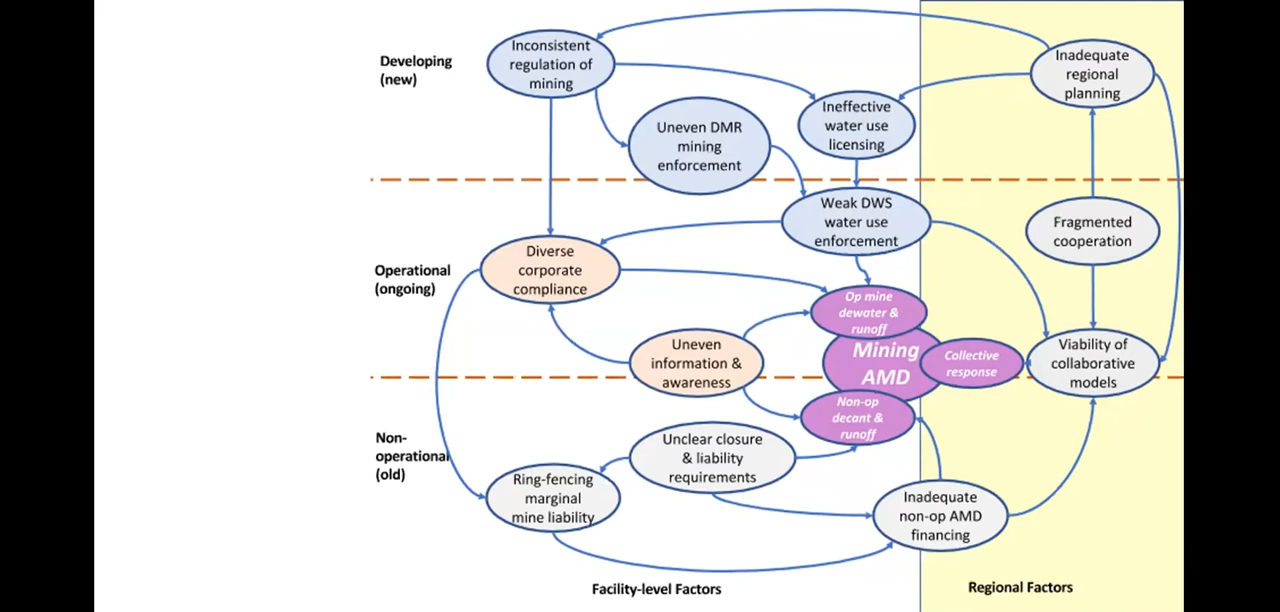 Developing
(new)
Inconsistent
regulation of
mining
Inadequate
regional
planning
Uneven DMR
mining
enforcement
Ineffective
water use
licensing
Weak DWS
water use
enforcement
Fragmented
cooperation
Operational
(ongoing)
Diverse
corporate
compliance
Op mine
dewater &
runoff
Uneven
information &
awareness
Mining
AMD
Collective
response
Viability of
collaborative
models
Non-op
decant &
runoff
Non-
operational
(old)
Unclear closure
& liability
requirements
Ring-fencing
marginal
mine liability
Inadequate
non-op AMD
financing
Facility-level Factors
Regional Factors